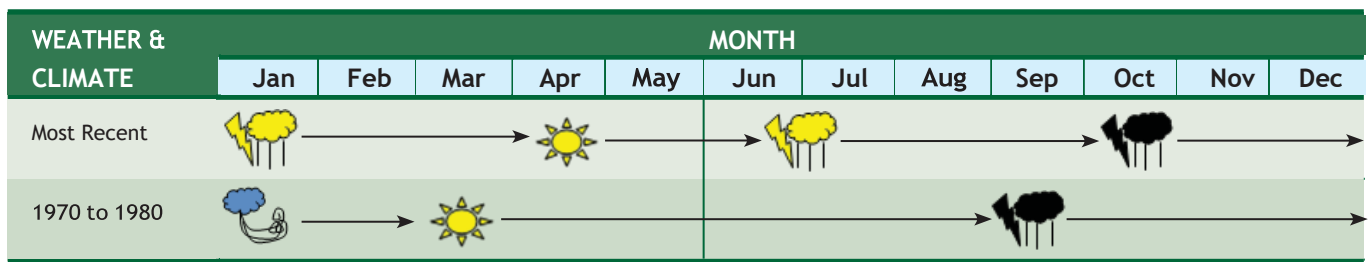 WEATHER & CLIMATE
MONTH
Jan Feb Mar Apr May Jun Jul Aug Sep Oct Nov Dec
Most Recent
1970 to 1980